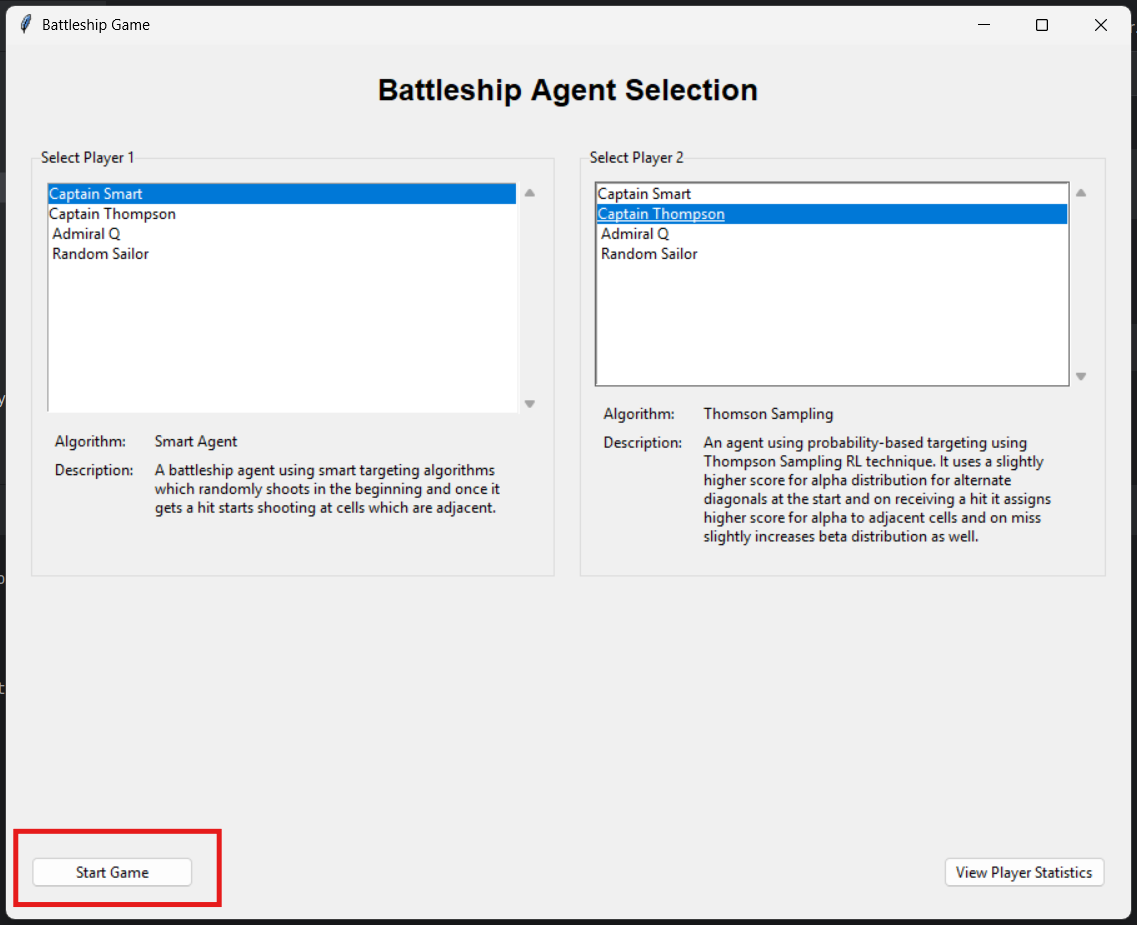 Battleship Game
Battleship Agent Selection
Select Player 1
Captain Smart
Captain Thompson
Admiral Q
Random Sailor
Algorithm: Smart Agent
Description: A battleship agent using smart targeting algorithms
which randomly shoots in the beginning and once it
gets a hit starts shooting at cells which are adjacent.
Select Player 2
Captain Smart
Captain Thompson
Admiral Q
Random Sailor
Algorithm: Thomson Sampling
Description: An agent using probability-based targeting using
Thompson Sampling RL technique. It uses a slightly
higher score for alpha distribution for alternate
diagonals at the start and on receiving a hit it assigns
higher score for alpha to adjacent cells and on miss
slightly increases beta distribution as well.
Start Game
View Player Statistics